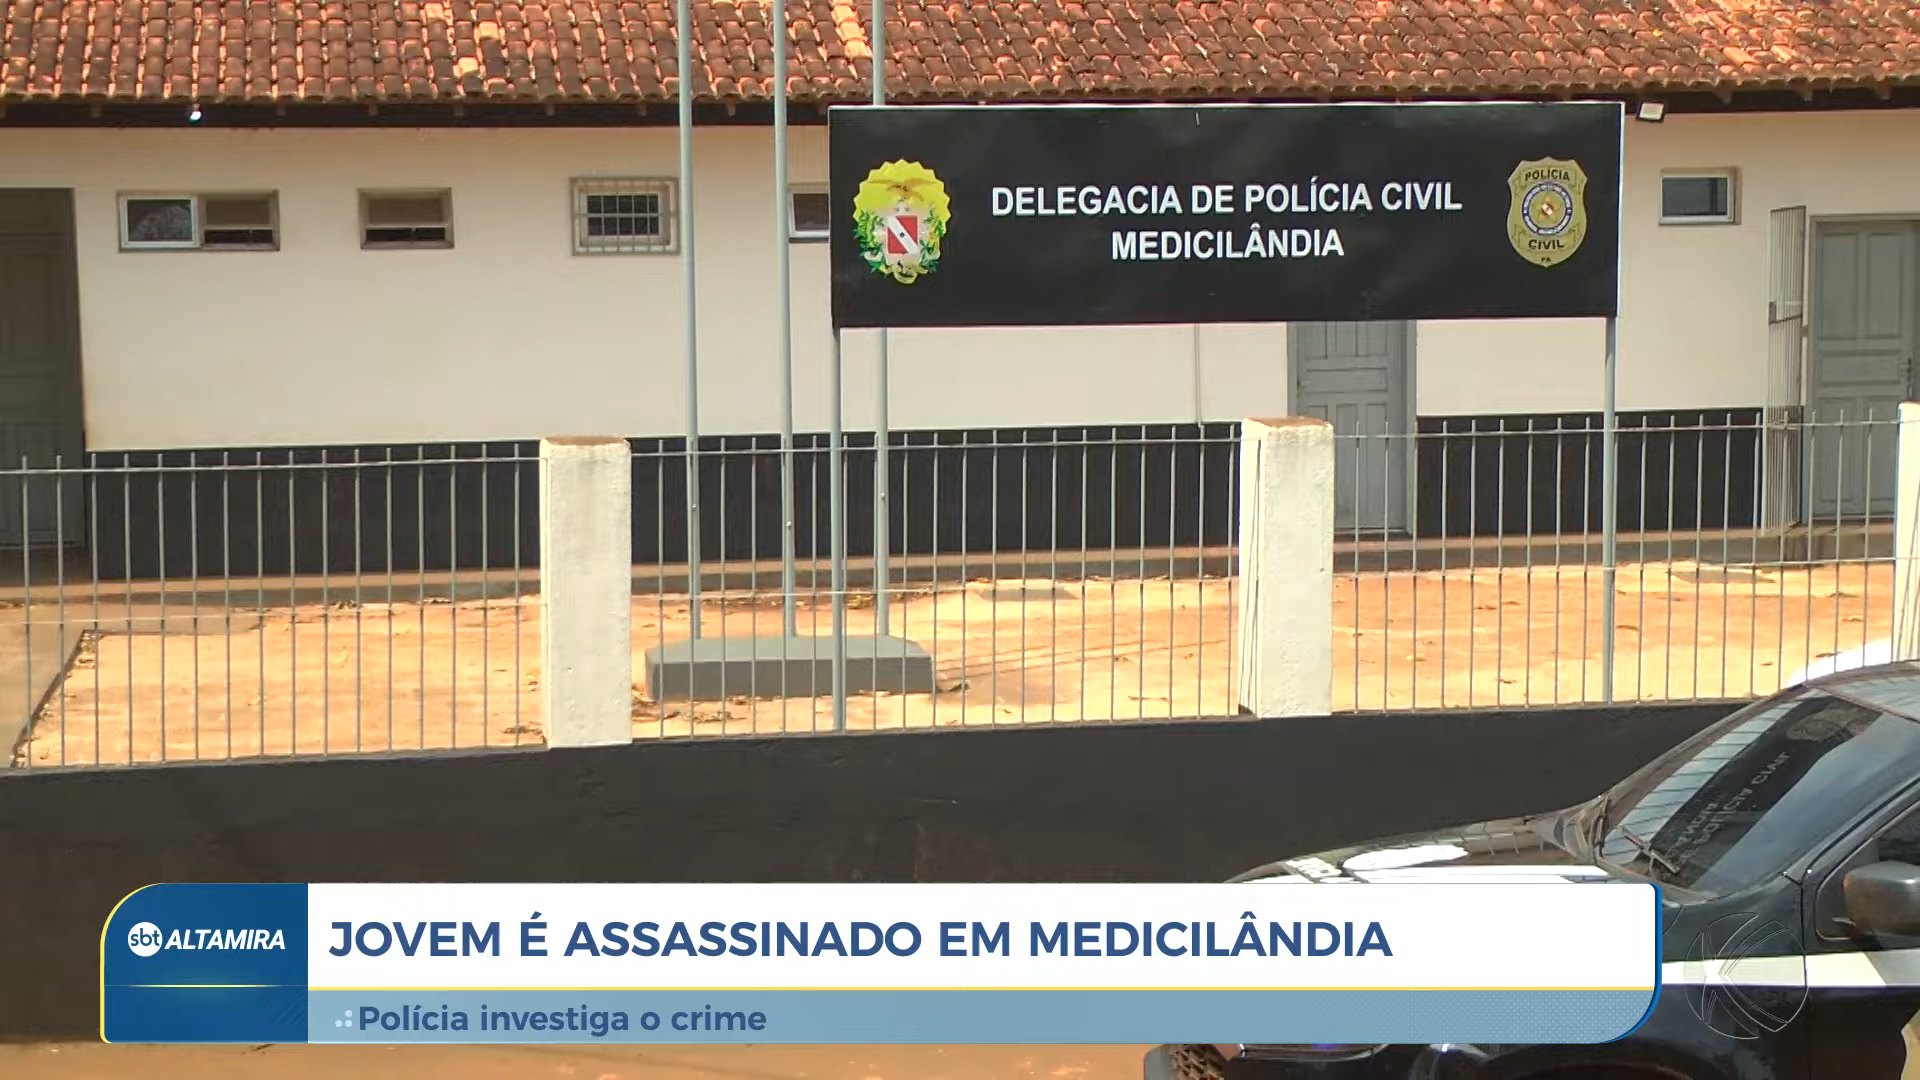 DELEGACIA DE POLÍCIA CIVIL
MEDICILÂNDIA
POLÍCIA
CIVIL
PA
sbt ALTAMIRA
JOVEM É ASSASSINADO EM MEDICILÂNDIA
Polícia investiga o crime